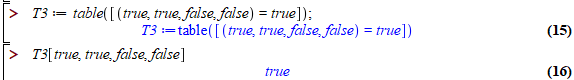 > T3 := table([(true, true, false, false) = true]);
T3 := table([(true, true, false, false) = true]) (15)
> T3[true, true, false, false]
true (16)